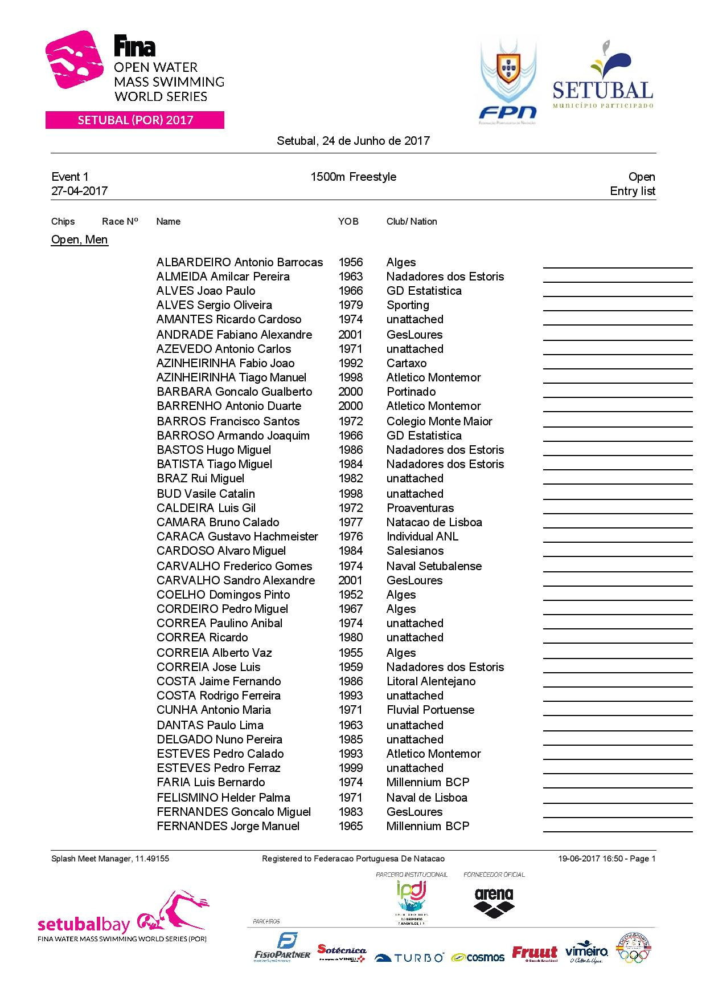 Fina
OPEN WATER
MASS SWIMMING
WORLD SERIES
SETUBAL (POR) 2017
FPN
FEDERAÇÃO PORTUGUESA DE NATAÇÃO
SETUBAL
MUNICÍPIO PARTICIPADO
Setubal, 24 de Junho de 2017
Event 1 1500m Freestyle Open
27-04-2017 Entry list
Chips Race Nº Name YOB Club/ Nation
Open, Men
ALBARDEIRO Antonio Barrocas 1956 Alges
ALMEIDA Amilcar Pereira 1963 Nadadores dos Estoris
ALVES Joao Paulo 1966 GD Estatistica
ALVES Sergio Oliveira 1979 Sporting
AMANTES Ricardo Cardoso 1974 unattached
ANDRADE Fabiano Alexandre 2001 GesLoures
AZEVEDO Antonio Carlos 1971 unattached
AZINHEIRINHA Fabio Joao 1992 Cartaxo
AZINHEIRINHA Tiago Manuel 1998 Atletico Montemor
BARBARA Goncalo Gualberto 2000 Portinado
BARRENHO Antonio Duarte 2000 Atletico Montemor
BARROS Francisco Santos 1972 Colegio Monte Maior
BARROSO Armando Joaquim 1966 GD Estatistica
BASTOS Hugo Miguel 1986 Nadadores dos Estoris
BATISTA Tiago Miguel 1984 Nadadores dos Estoris
BRAZ Rui Miguel 1982 unattached
BUD Vasile Catalin 1998 unattached
CALDEIRA Luis Gil 1972 Proaventuras
CAMARA Bruno Calado 1977 Natacao de Lisboa
CARACA Gustavo Hachmeister 1976 Individual ANL
CARDOSO Alvaro Miguel 1984 Salesianos
CARVALHO Frederico Gomes 1974 Naval Setubalense
CARVALHO Sandro Alexandre 2001 GesLoures
COELHO Domingos Pinto 1952 Alges
CORDEIRO Pedro Miguel 1967 Alges
CORREA Paulino Anibal 1974 unattached
CORREA Ricardo 1980 unattached
CORREIA Alberto Vaz 1955 Alges
CORREIA Jose Luis 1959 Nadadores dos Estoris
COSTA Jaime Fernando 1986 Litoral Alentejano
COSTA Rodrigo Ferreira 1993 unattached
CUNHA Antonio Maria 1971 Fluvial Portuense
DANTAS Paulo Lima 1963 unattached
DELGADO Nuno Pereira 1985 unattached
ESTEVES Pedro Calado 1993 Atletico Montemor
ESTEVES Pedro Ferraz 1999 unattached
FARIA Luis Bernardo 1974 Millennium BCP
FELISMINO Helder Palma 1971 Naval de Lisboa
FERNANDES Goncalo Miguel 1983 GesLoures
FERNANDES Jorge Manuel 1965 Millennium BCP
Splash Meet Manager, 11.49155 Registered to Federacao Portuguesa De Natacao 19-06-2017 16:50 - Page 1
PARCEIRO INSTITUCIONAL FORNECEDOR OFICIAL
ipdj
DO DESPORTO
arena
setubalbay
FINA WATER MASS SWIMMING WORLD SERIES (POR)
PARCEIROS
FISIOPARTNER
Sotécnica
VINCI
TURBO
cosmos
Fruut
vimeiro